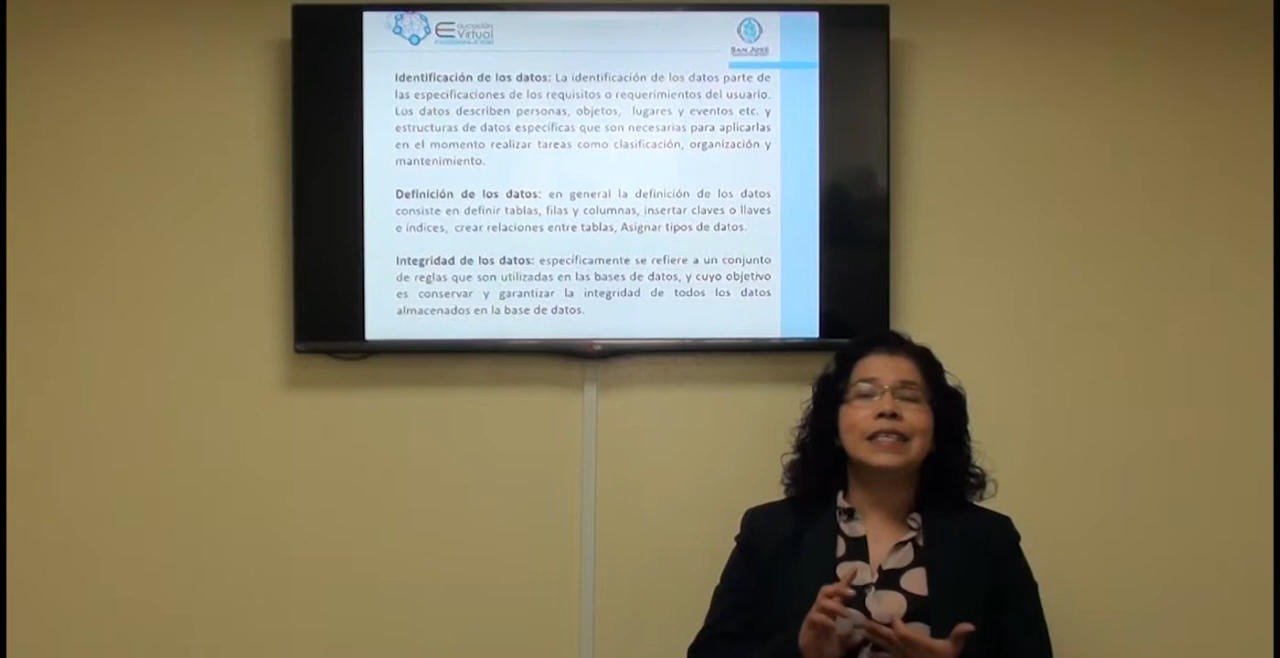 Educación
Virtual
SAN JOSÉ
Identificación de los datos: La identificación de los datos parte de
las especificaciones de los requisitos o requerimientos del usuario.
Los datos describen personas, objetos, lugares y eventos etc. y
estructuras de datos específicas que son necesarias para aplicarlas
en el momento realizar tareas como clasificación, organización y
mantenimiento.
Definición de los datos: en general la definición de los datos
consiste en definir tablas, filas y columnas, insertar claves o llaves
e índices, crear relaciones entre tablas, Asignar tipos de datos.
Integridad de los datos: específicamente se refiere a un conjunto
de reglas que son utilizadas en las bases de datos, y cuyo objetivo
es conservar y garantizar la integridad de todos los datos
almacenados en la base de datos.